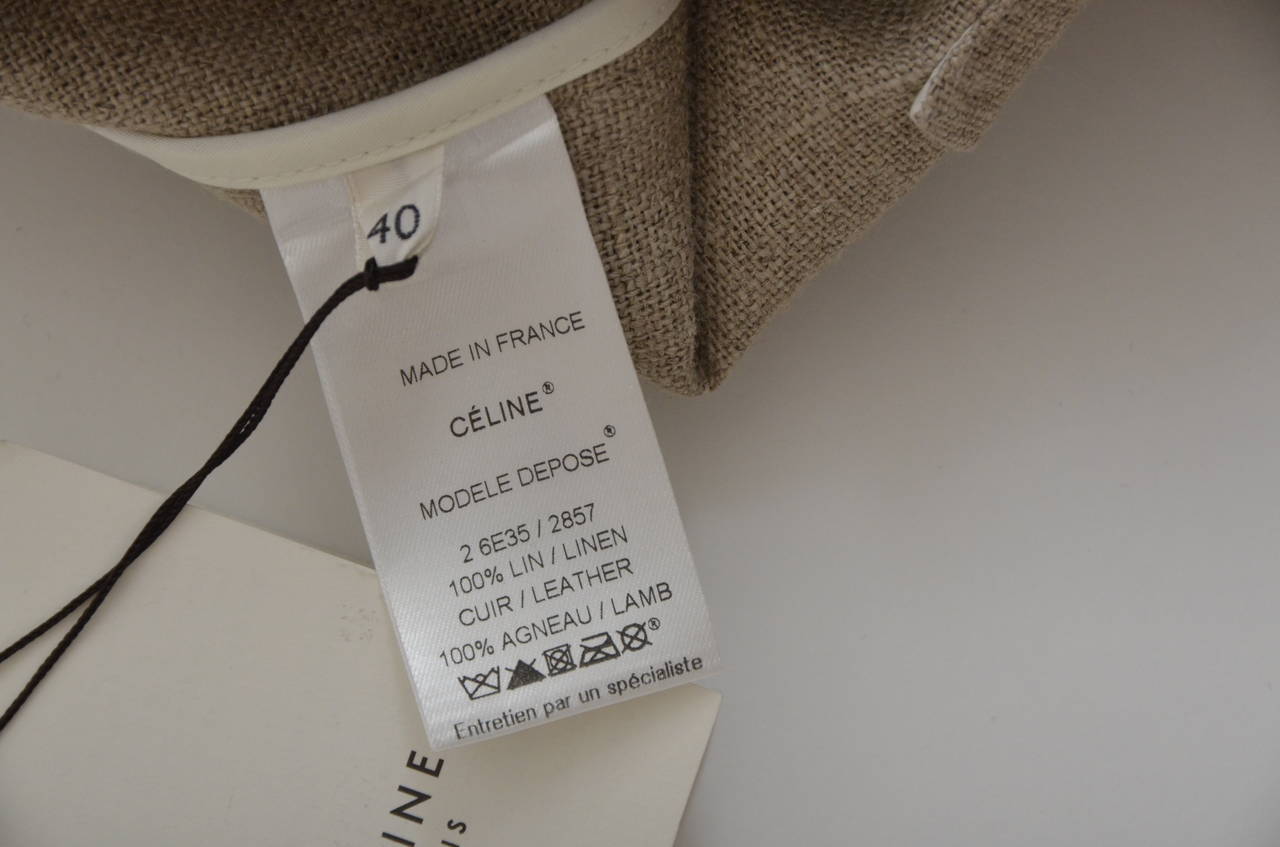 40
MADE IN FRANCE
CÉLINE®
MODELE DEPOSE®
2 6E35 / 2857
100% LIN / LINEN
CUIR / LEATHER
100% AGNEAU / LAMB
®
Entretien par un spécialiste
INE
IS